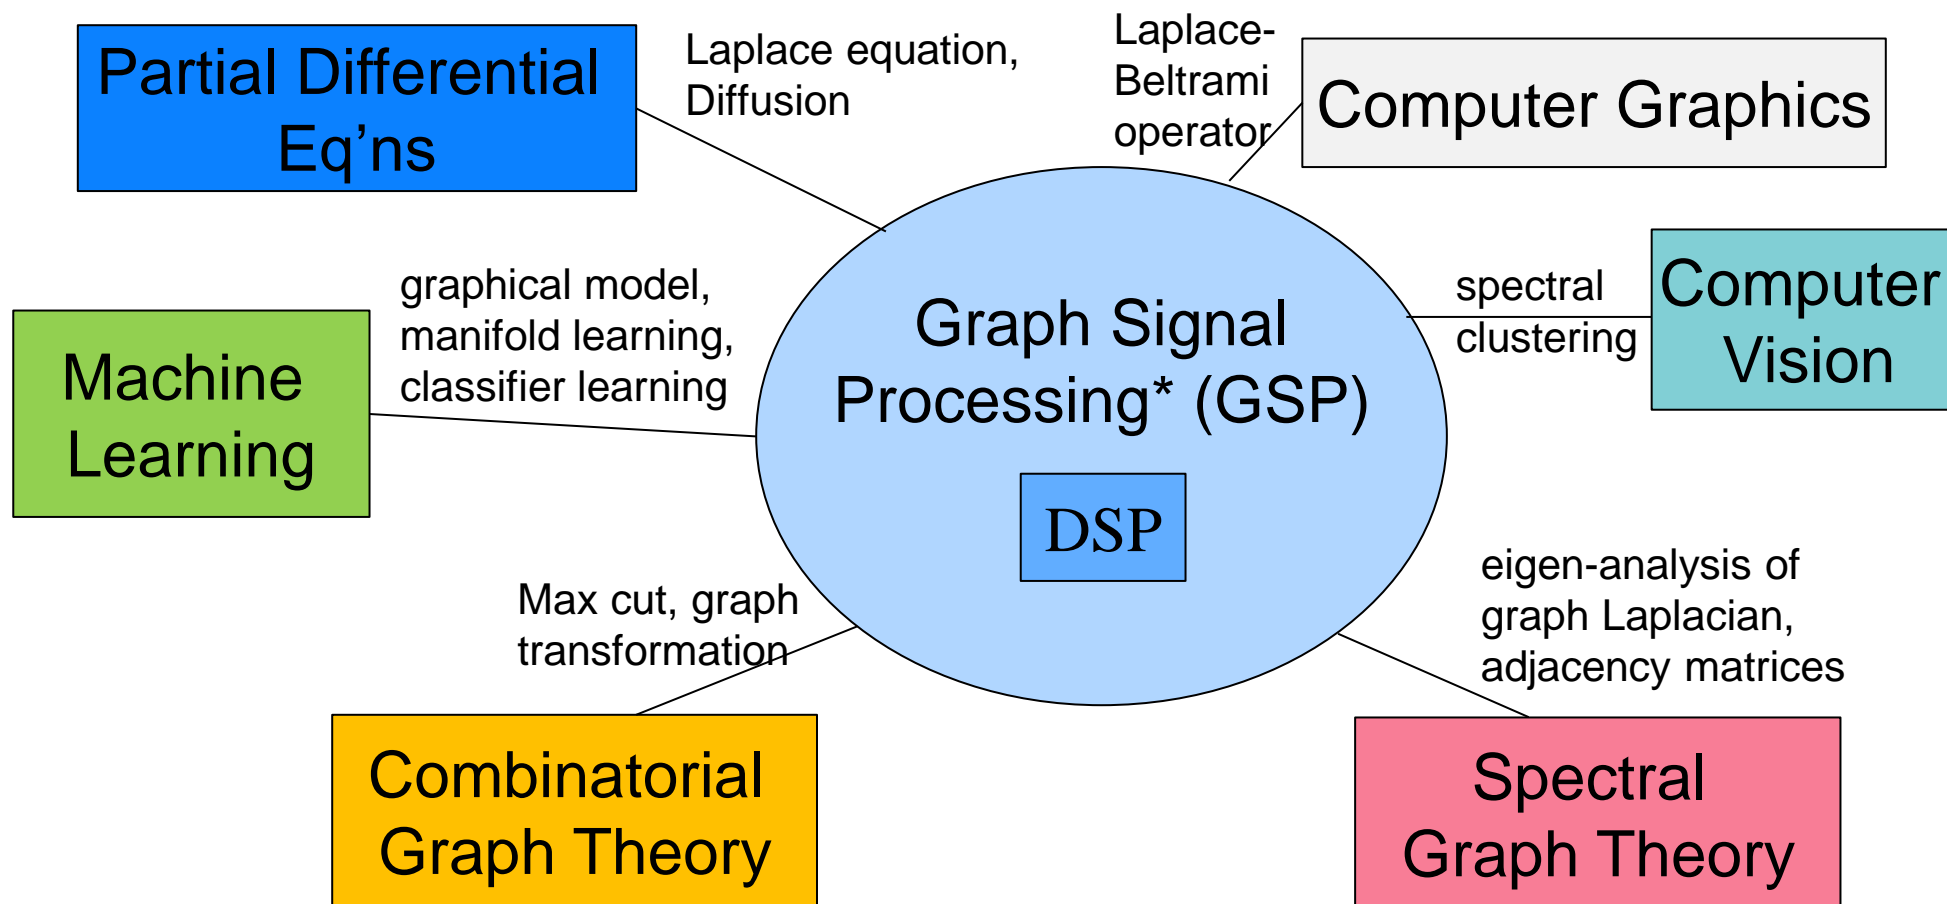 Partial Differential
Eq’ns
Laplace equation,
Diffusion
Laplace-
Beltrami
operator
Computer Graphics
graphical model,
manifold learning,
classifier learning
Machine
Learning
Graph Signal
Processing* (GSP)
DSP
spectral
clustering
Computer
Vision
Max cut, graph
transformation
eigen-analysis of
graph Laplacian,
adjacency matrices
Combinatorial
Graph Theory
Spectral
Graph Theory